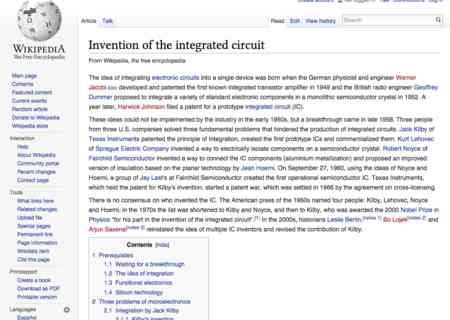 WIKIPEDIA
The Free Encyclopedia
Main page
Contents
Featured content
Current events
Random article
Donate to Wikipedia
Wikipedia store
Interaction
Help
About Wikipedia
Community portal
Recent changes
Contact page
Tools
What links here
Related changes
Upload file
Special pages
Permanent link
Page information
Wikidata item
Cite this page
Print/export
Create a book
Download as PDF
Printable version
Languages
Español
Article Talk
Read Edit View history Search
Invention of the integrated circuit
From Wikipedia, the free encyclopedia
The idea of integrating electronic circuits into a single device was born when the German physicist and engineer Werner
Jacobi developed and patented the first known integrated transistor amplifier in 1949 and the British radio engineer Geoffrey
Dummer proposed to integrate a variety of standard electronic components in a monolithic semiconductor crystal in 1952. A
year later, Harwick Johnson filed a patent for a prototype integrated circuit (IC).
These ideas could not be implemented by the industry in the early 1950s, but a breakthrough came in late 1958. Three people
from three U.S. companies solved three fundamental problems that hindered the production of integrated circuits. Jack Kilby of
Texas Instruments patented the principle of integration, created the first prototype ICs and commercialized them. Kurt Lehovec
of Sprague Electric Company invented a way to electrically isolate components on a semiconductor crystal. Robert Noyce of
Fairchild Semiconductor invented a way to connect the IC components (aluminium metallization) and proposed an improved
version of insulation based on the planar technology by Jean Hoerni. On September 27, 1960, using the ideas of Noyce and
Hoerni, a group of Jay Last's at Fairchild Semiconductor created the first operational semiconductor IC. Texas Instruments,
which held the patent for Kilby's invention, started a patent war, which was settled in 1966 by the agreement on cross-licensing.
There is no consensus on who invented the IC. The American press of the 1960s named four people: Kilby, Lehovec, Noyce
and Hoerni; in the 1970s the list was shortened to Kilby and Noyce, and then to Kilby, who was awarded the 2000 Nobel Prize in
Physics "for his part in the invention of the integrated circuit".[1] In the 2000s, historians Leslie Berlin,[notes 1] Bo Lojek[notes 2] and
Arjun Saxena[notes 3] reinstated the idea of multiple IC inventors and revised the contribution of Kilby.
Contents [hide]
1 Prerequisites
1.1 Waiting for a breakthrough
1.2 The idea of integration
1.3 Functional electronics
1.4 Silicon technology
2 Three problems of microelectronics
2.1 Integration by Jack Kilby
2.1.1 Kilby's invention